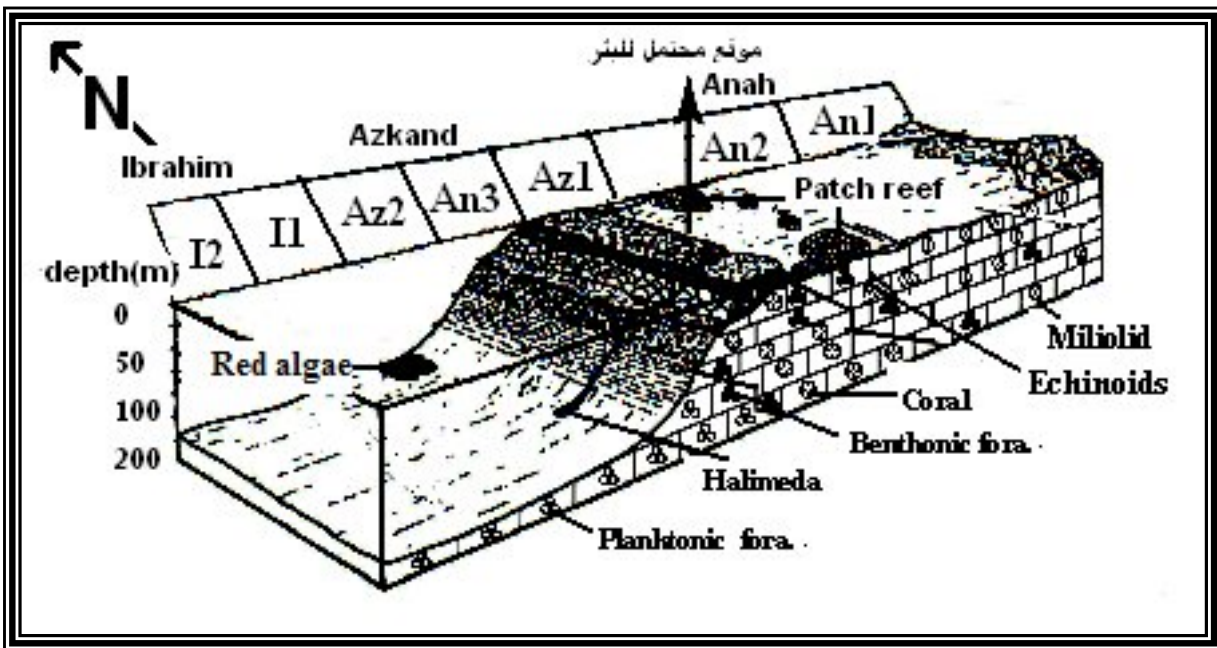 موقع محتمل للبئر
N
Anah
Azkand
Ibrahim
An1
An2
Az1
An3
Az2
I1
I2
Patch reef
depth(m)
0
50
100
200
Red algae
Miliolid
Echinoids
Coral
Benthonic fora.
Halimeda
Planktonic fora.